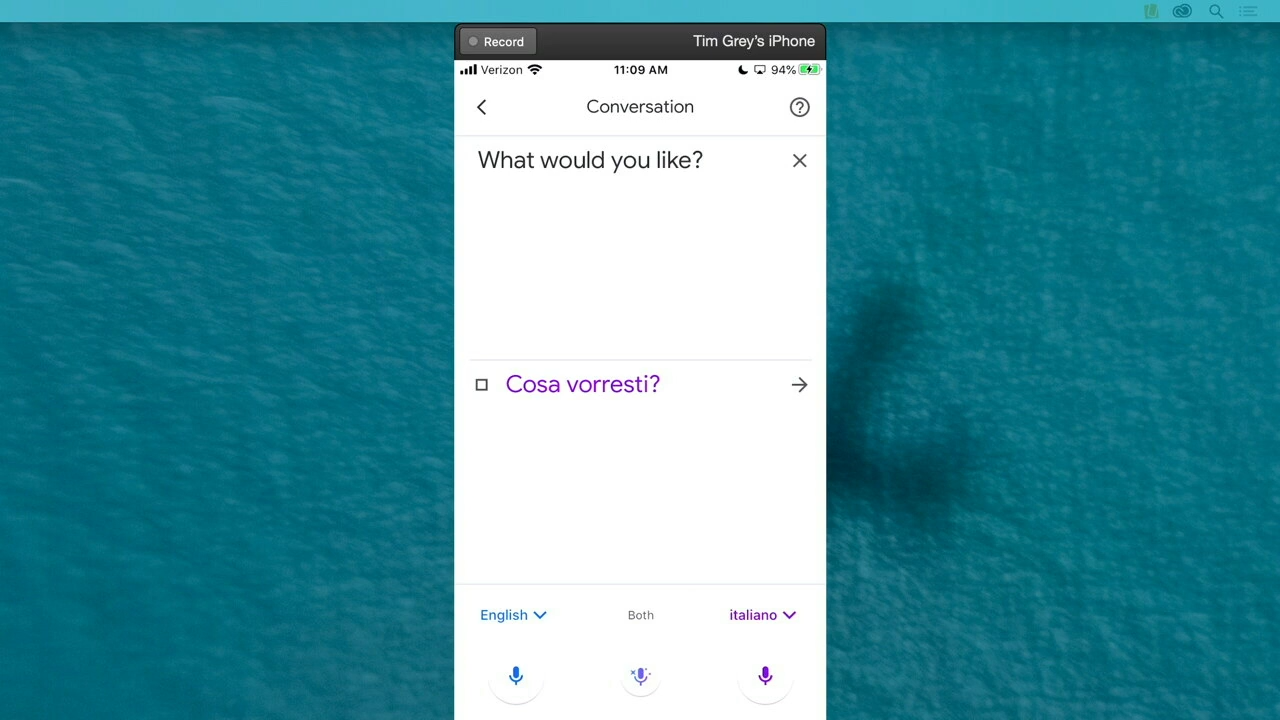 Record
Tim Grey's iPhone
Verizon
11:09 AM
94%
Conversation
What would you like?
Cosa vorresti?
English
Both
italiano